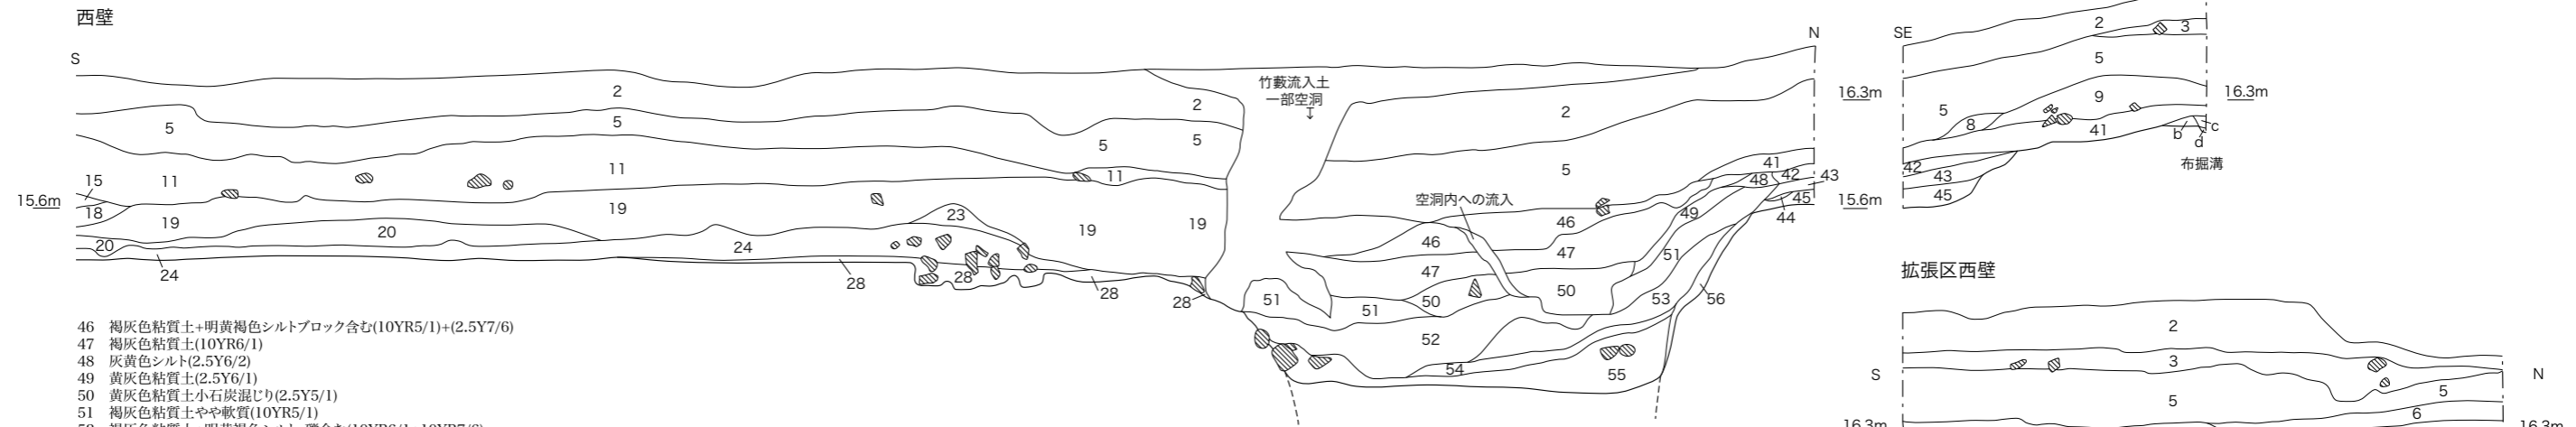 西壁
S
N
SE
2
2
2
2
3
5
5
5
5
5
5
5
9
8
41
b
c
d
布掘溝
竹藪流入土
一部空洞
16.3m
16.3m
15.6m
15.6m
15
11
11
11
18
19
19
19
19
20
20
23
24
24
28
28
28
28
空洞内への流入
41
42
43
48
45
44
49
46
46
47
47
50
50
51
51
51
52
53
54
55
56
42
43
45
拡張区西壁
S
N
2
3
5
5
6
16.3m
16.3m
46 褐灰色粘質土+明黄褐色シルトブロック含む(10YR5/1)+(2.5Y7/6)
47 褐灰色粘質土(10YR6/1)
48 灰黄色シルト(2.5Y6/2)
49 黄灰色粘質土(2.5Y6/1)
50 黄灰色粘質土小石炭混じり(2.5Y5/1)
51 褐灰色粘質土やや軟質(10YR5/1)